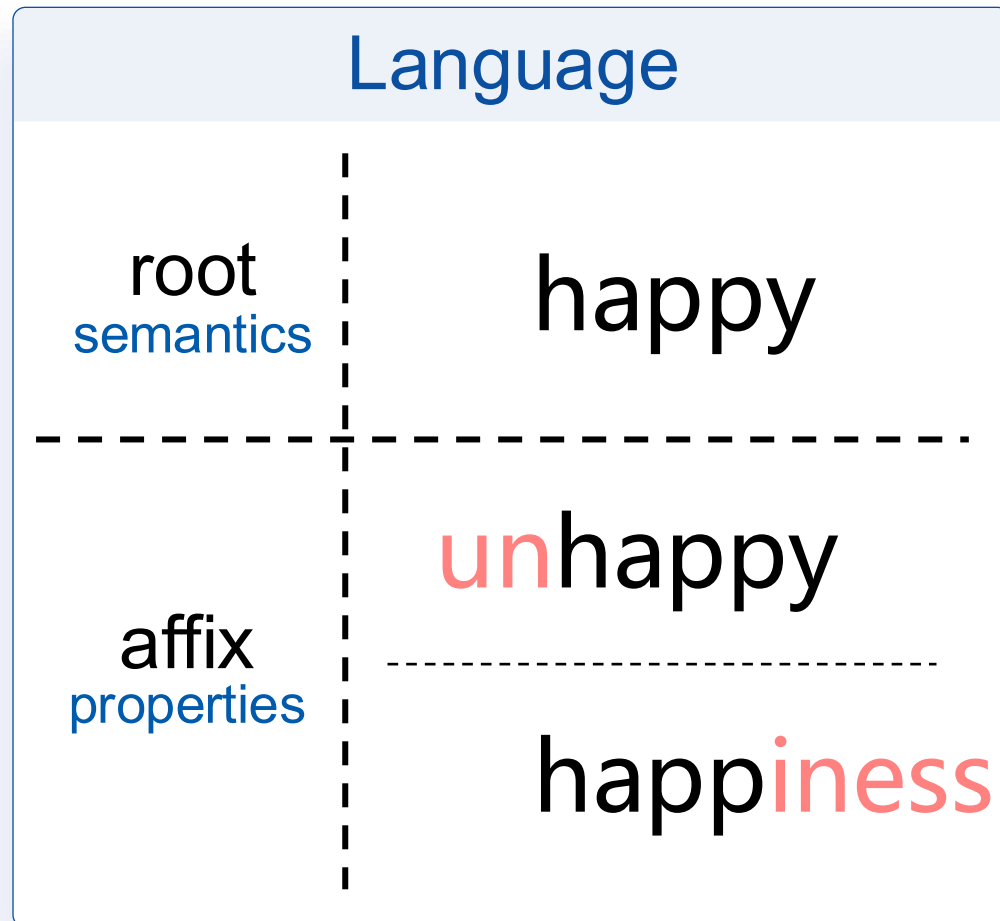 Language
root
semantics
happy
affix
properties
unhappy
happiness